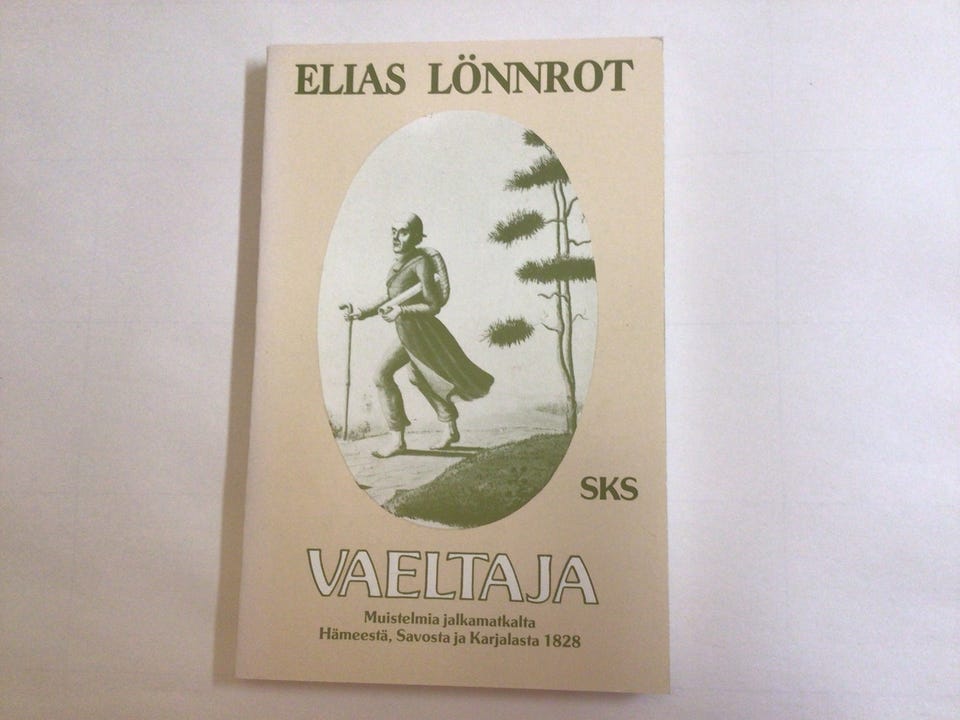 ELIAS LÖNNROT
SKS
VAELTAJA
Muistelmia jalkamatkalta
Hämeestä, Savosta ja Karjalasta 1828